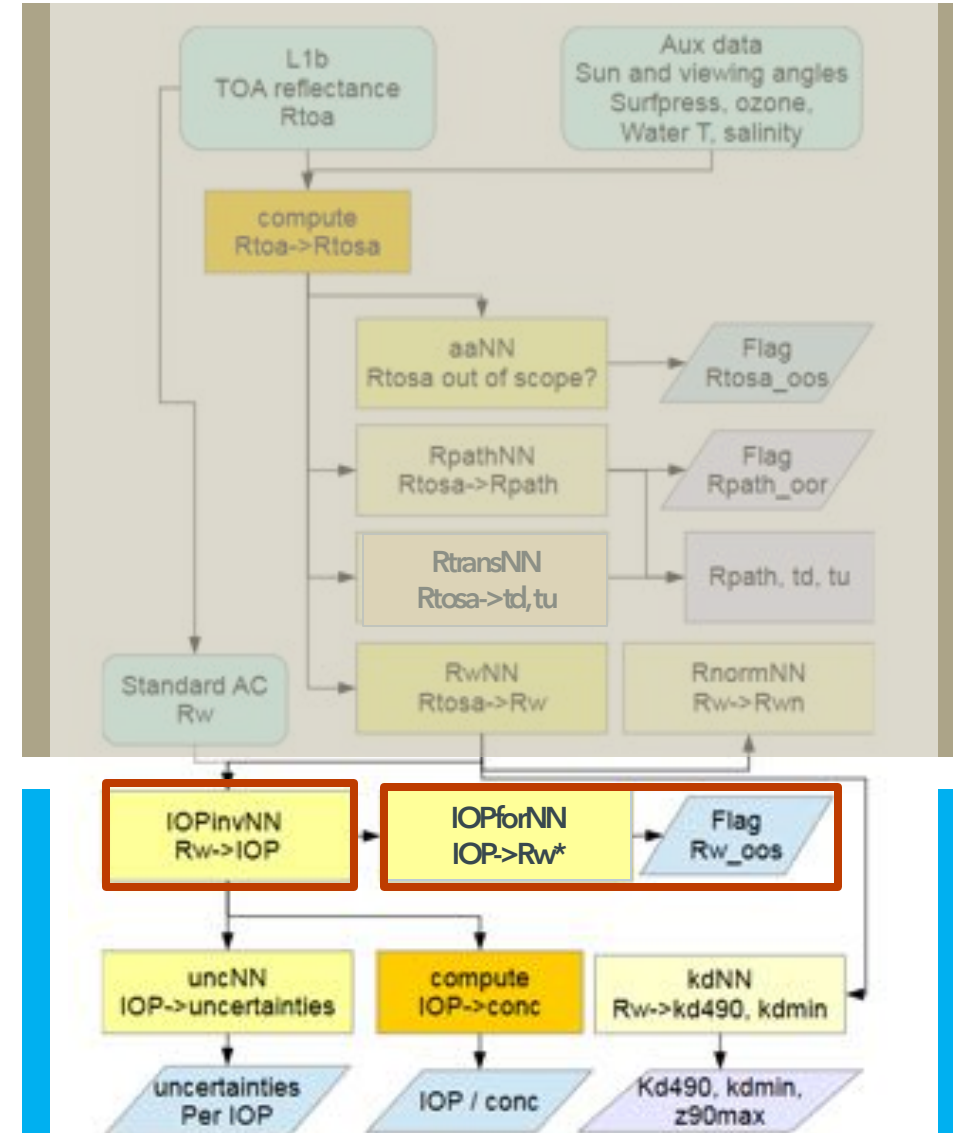 L1b
TOA reflectance
Rtoa
Aux data
Sun and viewing angles
Surfpress, ozone,
Water T, salinity
compute
Rtoa->Rtosa
aaNN
Rtosa out of scope?
Flag
Rtosa_oos
RpathNN
Rtosa->Rpath
Flag
Rpath_oor
RtransNN
Rtosa->td,tu
Rpath, td, tu
Standard AC
Rw
RwNN
Rtosa->Rw
RnormNN
Rw->Rwn
IOPinvNN
Rw->IOP
IOPforNN
IOP->Rw*
Flag
Rw_oos
uncNN
IOP->uncertainties
compute
IOP->conc
kdNN
Rw->kd490, kdmin
uncertainties
Per IOP
IOP / conc
Kd490, kdmin,
z90max